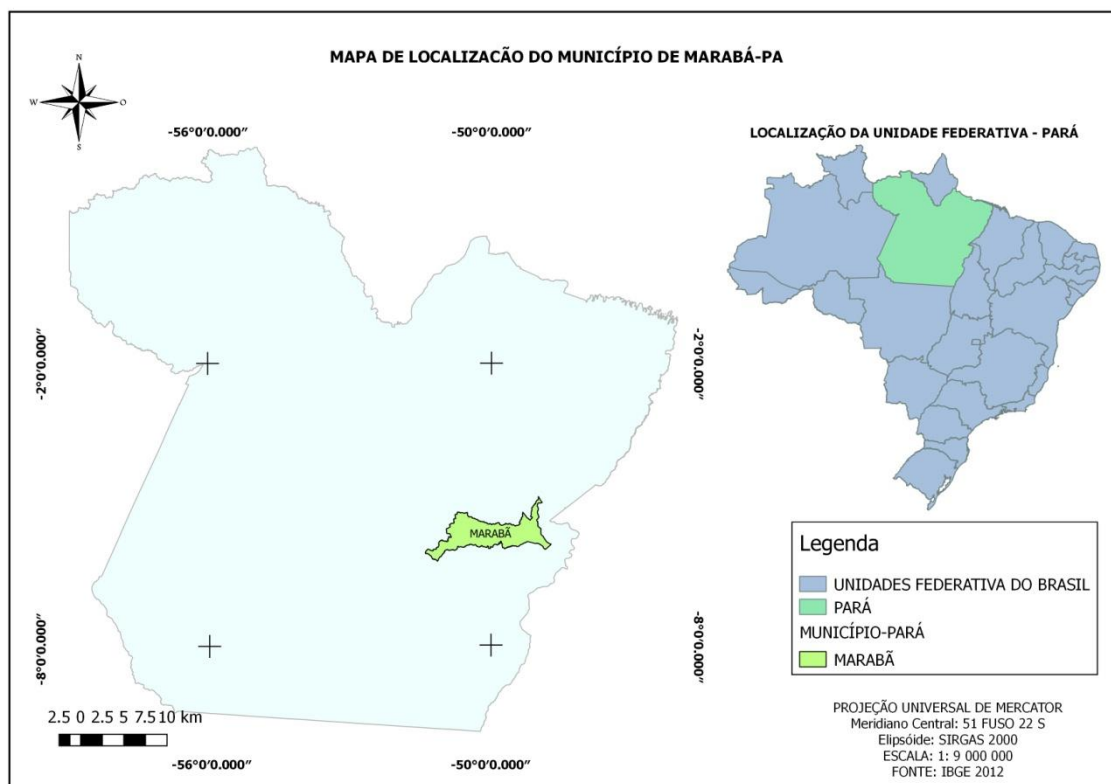 MAPA DE LOCALIZACÃO DO MUNICÍPIO DE MARABÁ-PA
N
W
O
S
-56°0'0.000"
-50°0'0.000"
-2°0'0.000"
-2°0'0.000"
MARABÃ
-8°0'0.000"
-8°0'0.000"
2.5 0 2.5 5 7.5 10 km
-56°0'0.000"
-50°0'0.000"
LOCALIZAÇÃO DA UNIDADE FEDERATIVA - PARÁ
Legenda
UNIDADES FEDERATIVA DO BRASIL
PARÁ
MUNICÍPIO-PARÁ
MARABÃ
PROJEÇÃO UNIVERSAL DE MERCATOR
Meridiano Central: 51 FUSO 22 S
Elipsóide: SIRGAS 2000
ESCALA: 1: 9 000 000
FONTE: IBGE 2012